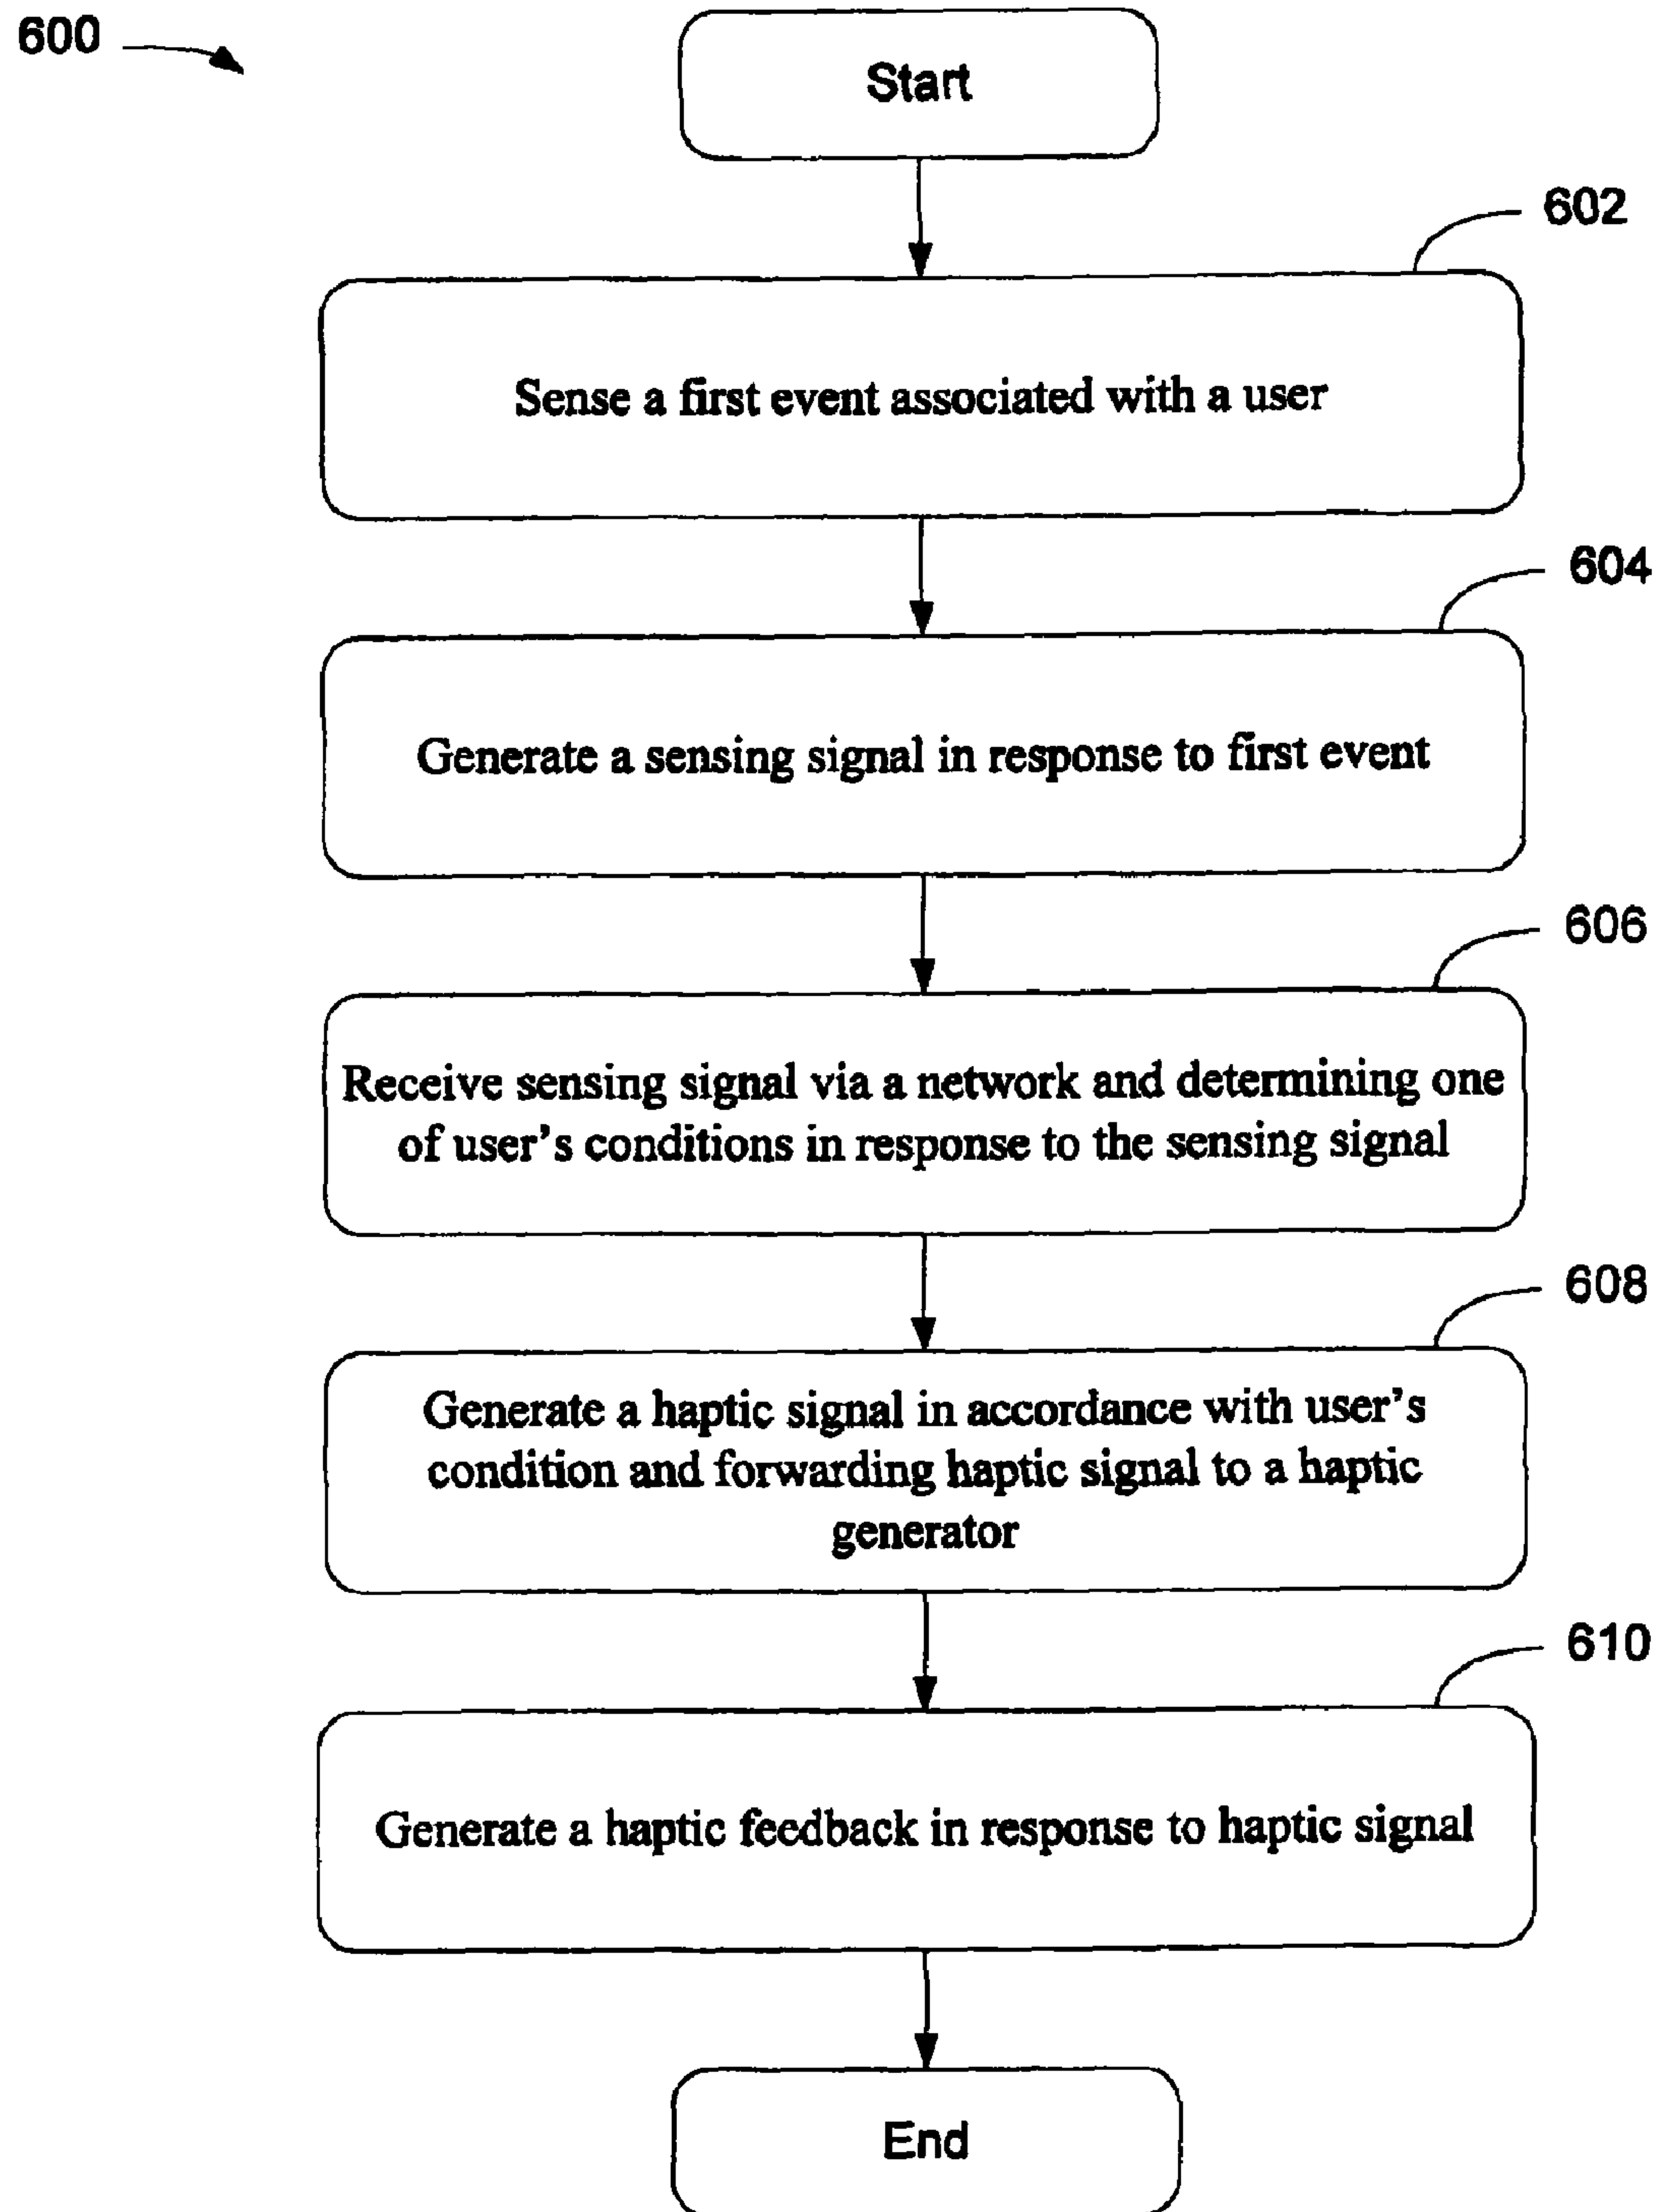 600
Start
602
Sense a first event associated with a user
604
Generate a sensing signal in response to first event
606
Receive sensing signal via a network and determining one
of user's conditions in response to the sensing signal
608
Generate a haptic signal in accordance with user's
condition and forwarding haptic signal to a haptic
generator
610
Generate a haptic feedback in response to haptic signal
End